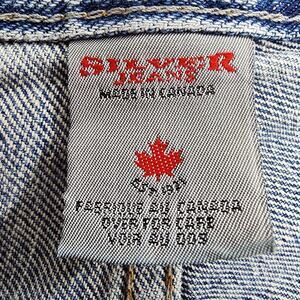 SILVER
JEANS
MADE IN CANADA
EST. 1991
FABRIQUE AU CANADA
OVER FOR CARE
VOIR AU DOS